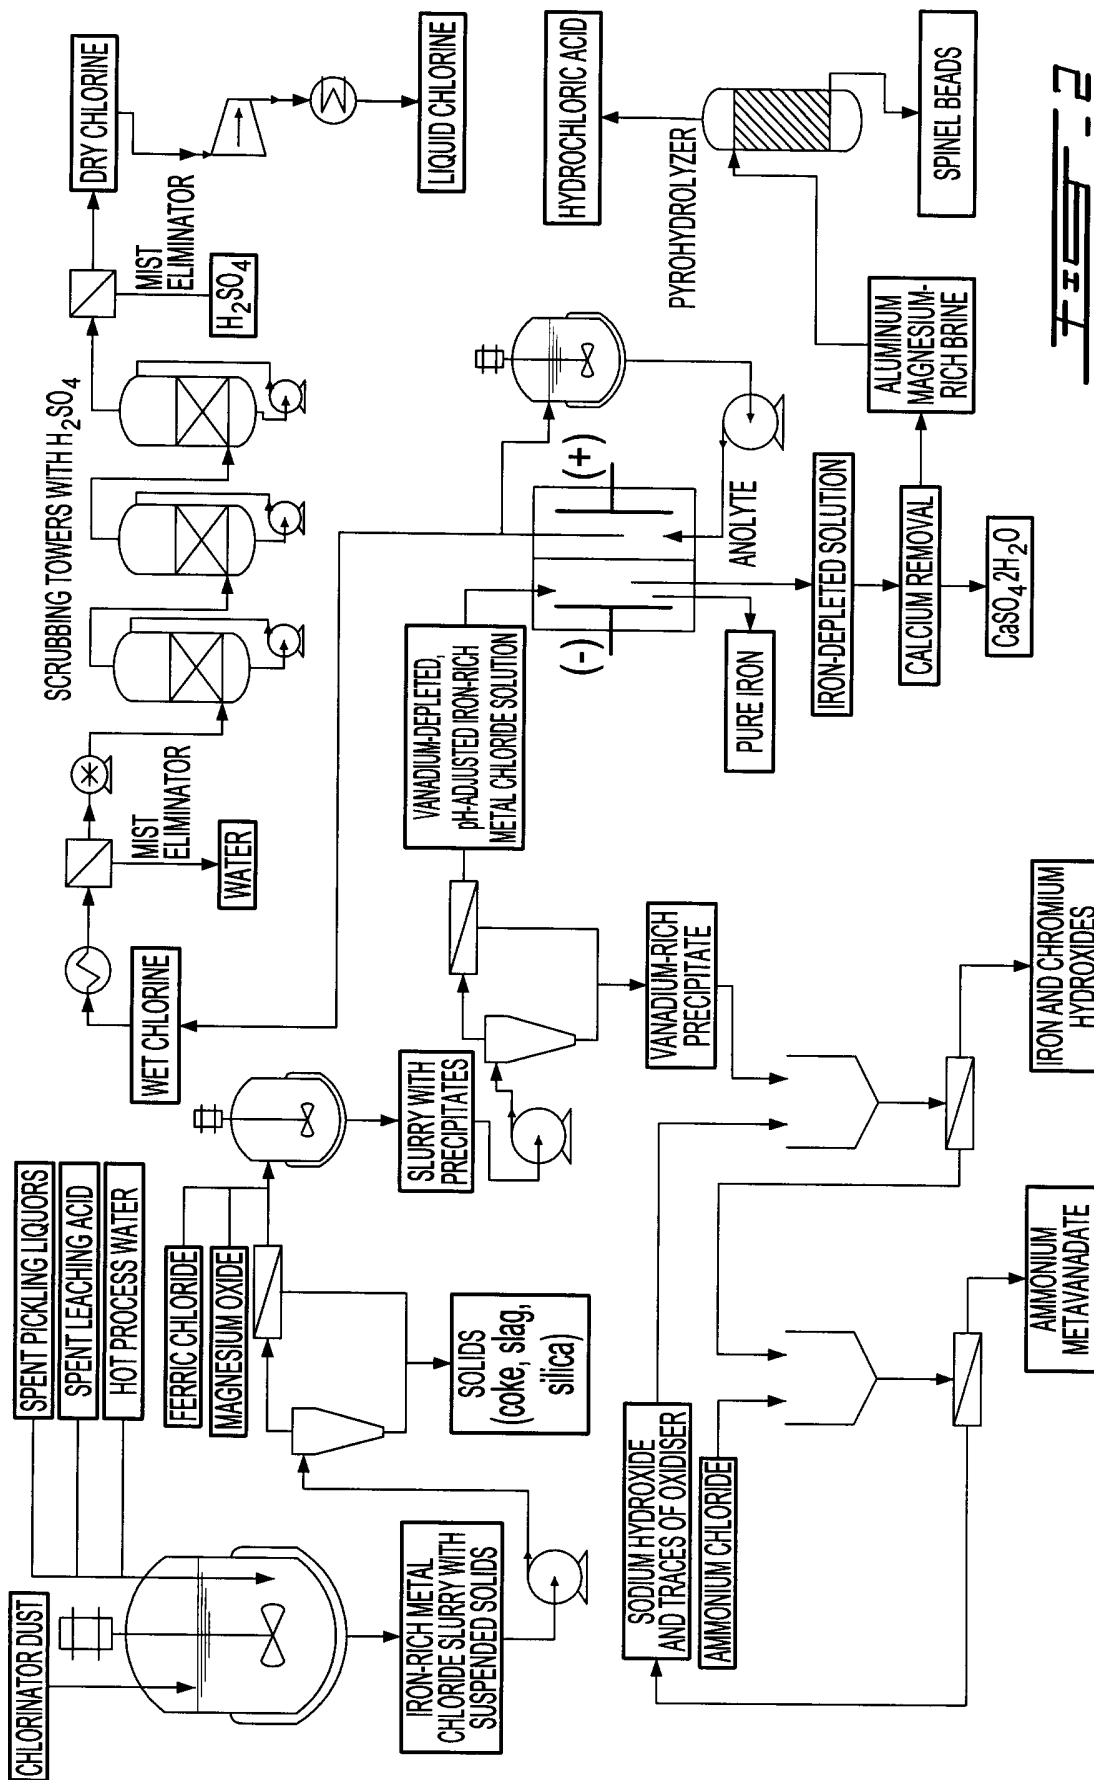 CHLORINATOR DUST
SPENT PICKLING LIQUORS
SPENT LEACHING ACID
HOT PROCESS WATER
IRON-RICH METAL
CHLORIDE SLURRY WITH
SUSPENDED SOLIDS
FERRIC CHLORIDE
MAGNESIUM OXIDE
SOLIDS
(coke, slag,
silica)
SLURRY WITH
PRECIPITATES
WET CHLORINE
MIST
ELIMINATOR
WATER
SCRUBBING TOWERS WITH H₂SO₄
MIST
ELIMINATOR
H₂SO₄
DRY CHLORINE
LIQUID CHLORINE
VANADIUM-DEPLETED,
pH-ADJUSTED IRON-RICH
METAL CHLORIDE SOLUTION
VANADIUM-RICH
PRECIPITATE
(-)
(+)
ANOLYTE
PURE IRON
IRON-DEPLETED SOLUTION
CALCIUM REMOVAL
CaSO₄2H₂O
ALUMINUM
MAGNESIUM-
RICH BRINE
PYROHYDROLYZER
HYDROCHLORIC ACID
SPINEL BEADS
SODIUM HYDROXIDE
AND TRACES OF OXIDISER
AMMONIUM CHLORIDE
AMMONIUM
METAVANADATE
IRON AND CHROMIUM
HYDROXIDES